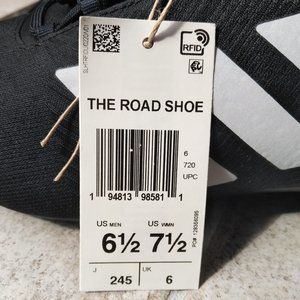 RFID
THE ROAD SHOE
6
720
UPC
1 94813 98581 1
US MEN
US WMN
6½ 7½
J
UK
245
6